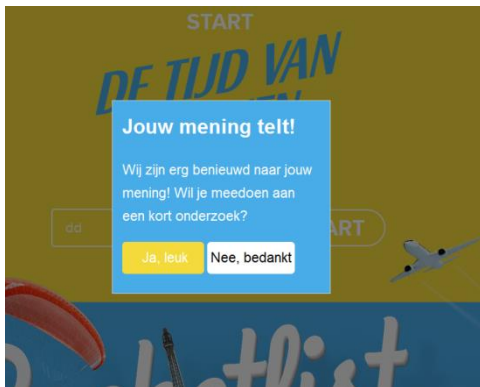 START
DE TIJD VAN
Jouw mening telt!
Wij zijn erg benieuwd naar jouw
mening! Wil je meedoen aan
een kort onderzoek?
dd
Ja, leuk
Nee, bedankt